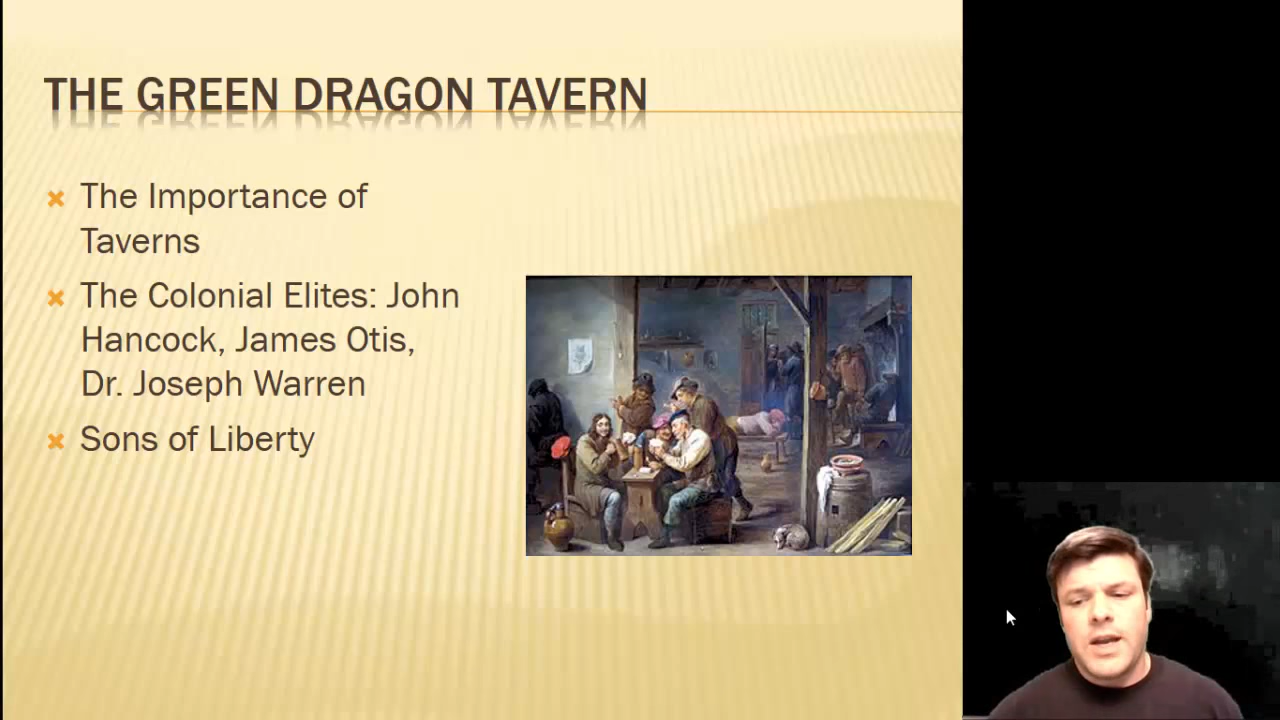 THE GREEN DRAGON TAVERN
The Importance of
Taverns
The Colonial Elites: John
Hancock, James Otis,
Dr. Joseph Warren
Sons of Liberty